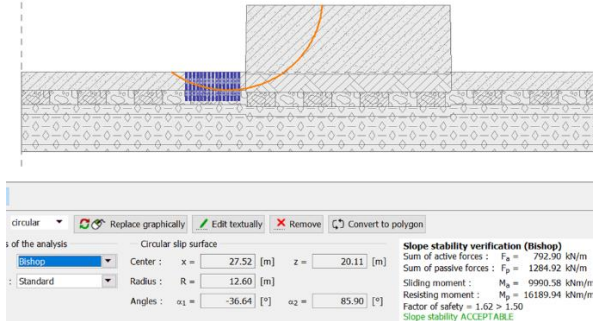 circular Replace graphically Edit textually Remove Convert to polygon
s of the analysis Circular slip surface
Bishop Center : x = 27.52 [m] z = 20.11 [m]
: Standard Radius : R = 12.60 [m]
Angles : α1 = -36.64 [°] α2 = 85.90 [°]
Slope stability verification (Bishop)
Sum of active forces : Fa = 792.90 kN/m
Sum of passive forces : Fp = 1284.92 kN/m
Sliding moment : Ma = 9990.58 kNm/m
Resisting moment : Mp = 16189.94 kNm/m
Factor of safety = 1.62 > 1.50
Slope stability ACCEPTABLE